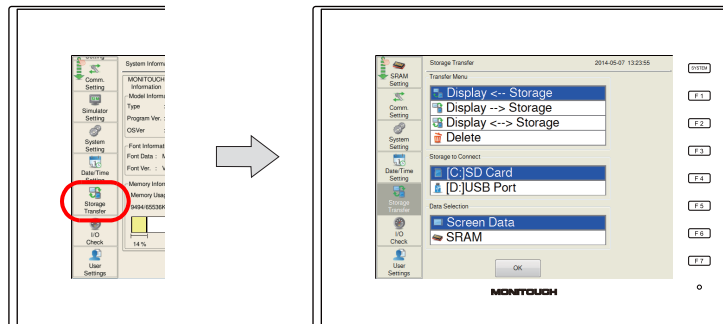 Setting
Comm.
Setting
Simulator
Setting
System
Setting
Date/Time
Setting
Storage
Transfer
I/O
Check
User
Settings
System Informa
MONITOUCH
Information
Model Informa
Type :
Program Ver. :
OSVer :
Font Informat
Font Data : M
Font Ver. : V
Memory Infor
Memory Usag
9494/65536K
14 %
SRAM
Setting
Comm.
Setting
System
Setting
Date/Time
Setting
Storage
Transfer
I/O
Check
User
Settings
Storage Transfer 2014-05-07 13:23:55
Transfer Menu
Display <-- Storage
Display --> Storage
Display <--> Storage
Delete
Storage to Connect
[C:]SD Card
[D:]USB Port
Data Selection
Screen Data
SRAM
OK
MONITOUCH
SYSTEM
F 1
F 2
F 3
F 4
F 5
F 6
F 7